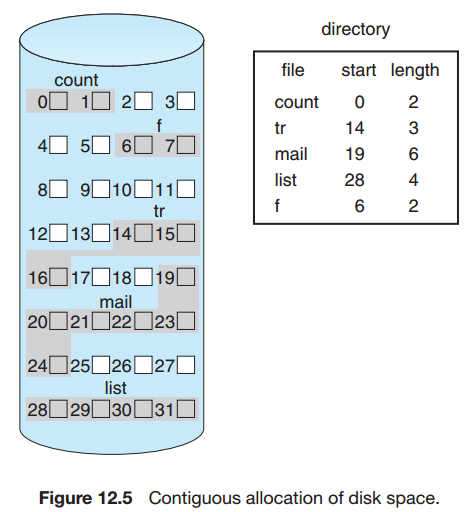 directory
file start length
count 0 2
tr 14 3
mail 19 6
list 28 4
f 6 2
count
0 1 2 3
f
4 5 6 7
8 9 10 11
tr
12 13 14 15
16 17 18 19
mail
20 21 22 23
24 25 26 27
list
28 29 30 31
Figure 12.5 Contiguous allocation of disk space.